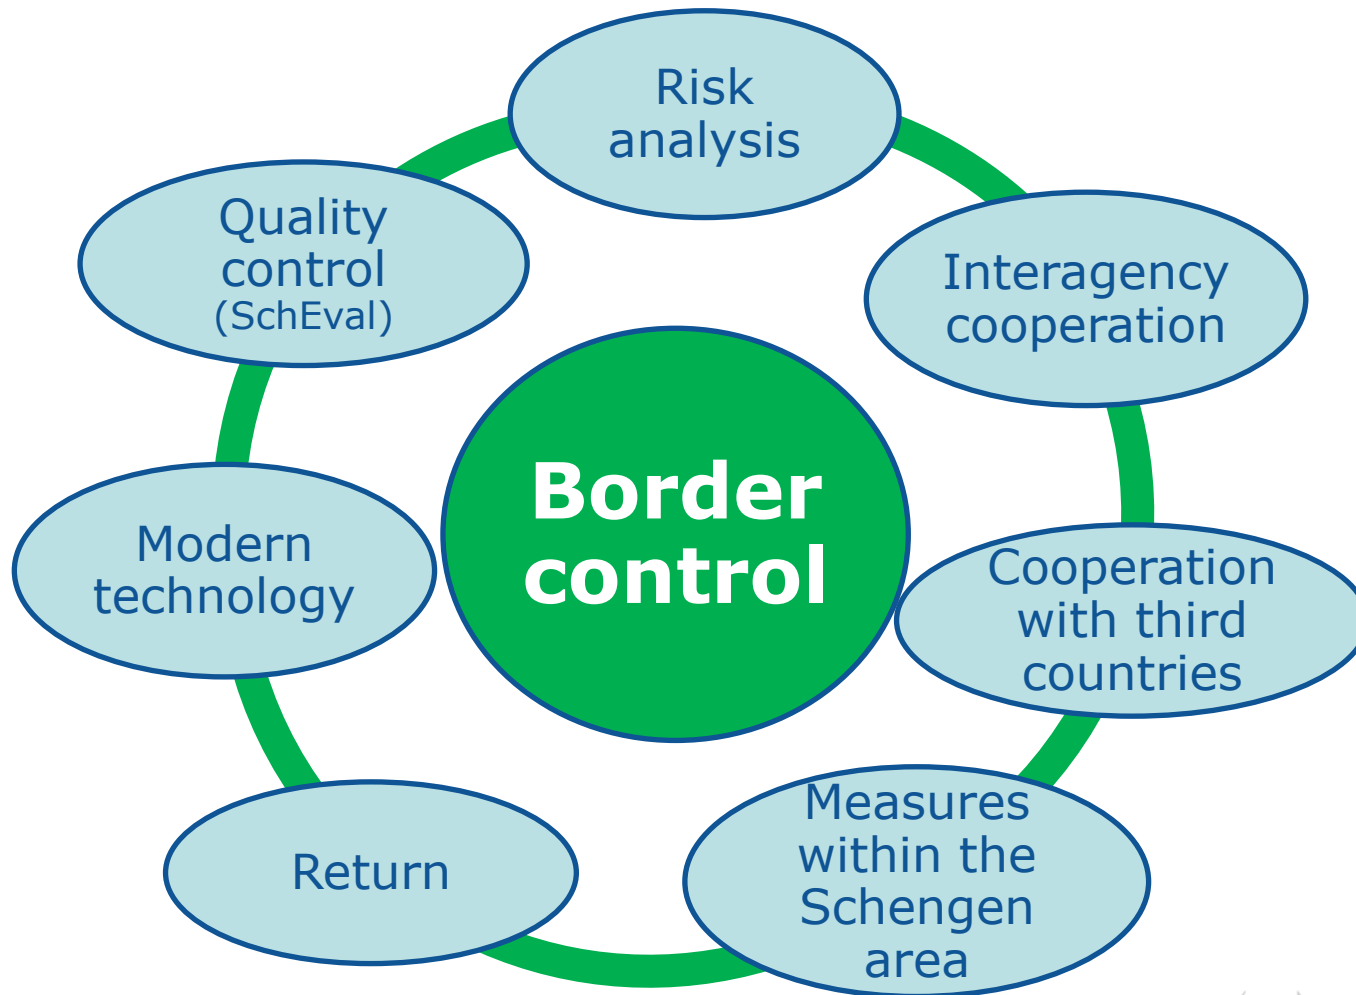 Risk
analysis
Quality
control
(SchEval)
Interagency
cooperation
Border
control
Modern
technology
Cooperation
with third
countries
Return
Measures
within the
Schengen
area